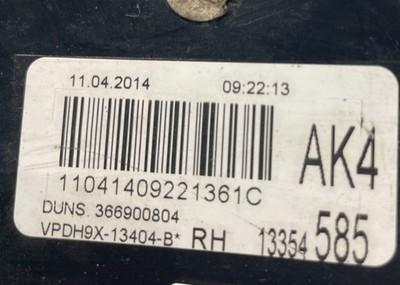 11.04.2014 09:22:13
AK4
11041409221361C
DUNS. 366900804
VPDH9X-13404-B* RH 13354 585